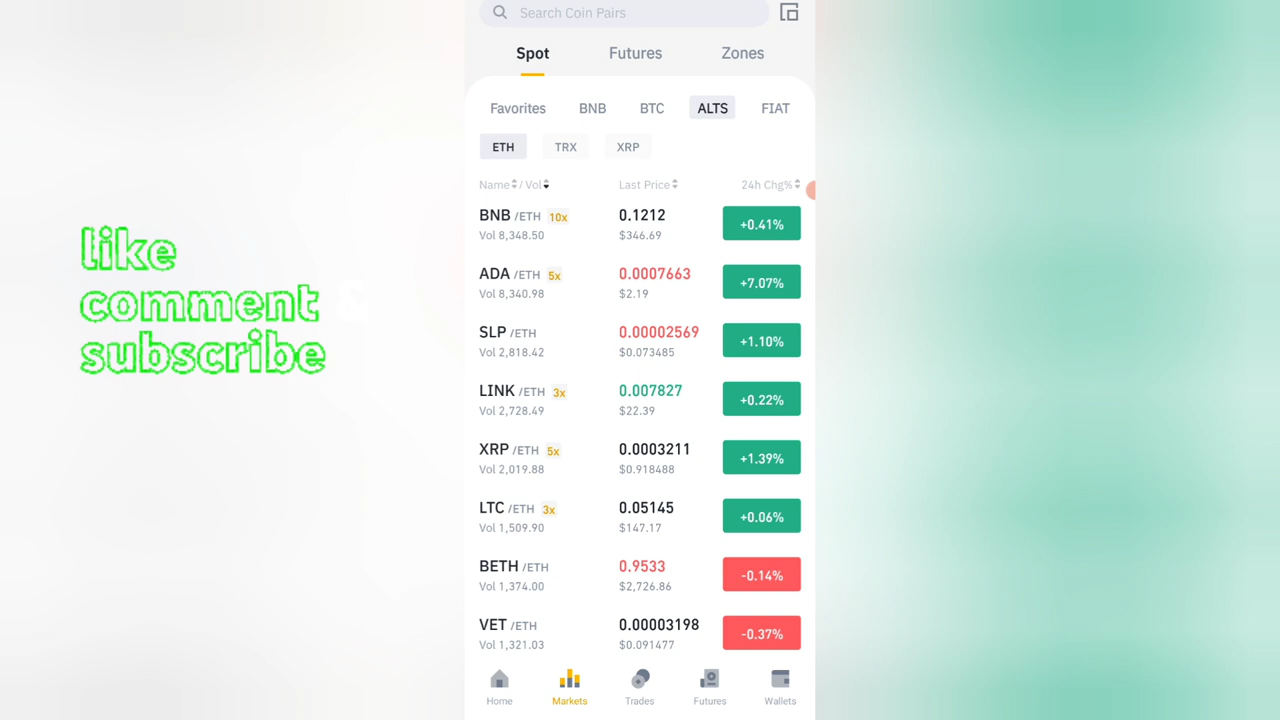 Search Coin Pairs
Spot Futures Zones
Favorites BNB BTC ALTS FIAT
ETH TRX XRP
Name / Vol Last Price 24h Chg%
BNB /ETH 10x 0.1212 +0.41%
Vol 8,348.50 $346.69
ADA /ETH 5x 0.0007663 +7.07%
Vol 8,340.98 $2.19
SLP /ETH 0.00002569 +1.10%
Vol 2,818.42 $0.073485
LINK /ETH 3x 0.007827 +0.22%
Vol 2,728.49 $22.39
XRP /ETH 5x 0.0003211 +1.39%
Vol 2,019.88 $0.918488
LTC /ETH 3x 0.05145 +0.06%
Vol 1,509.90 $147.17
BETH /ETH 0.9533 -0.14%
Vol 1,374.00 $2,726.86
VET /ETH 0.00003198 -0.37%
Vol 1,321.03 $0.091477
Home Markets Trades Futures Wallets
like
comment &
subscribe